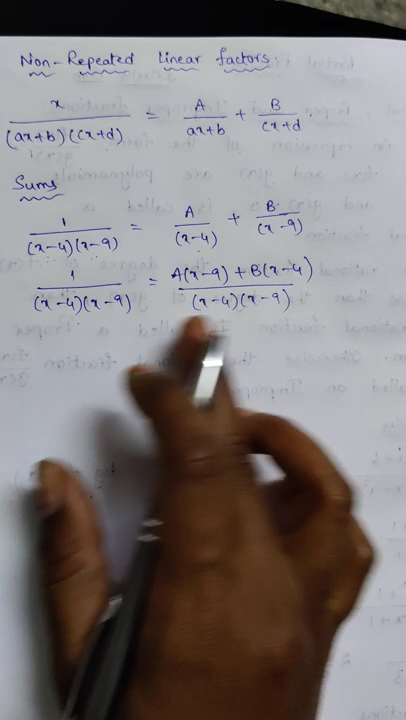 Non-Repeated Linear factors
x/((ax+b)(cx+d)) = A/(ax+b) + B/(cx+d).
Sums
1/((x-4)(x-9)) = A/(x-4) + B/(x-9)
1/((x-4)(x-9)) = (A(x-9) + B(x-4))/((x-4)(x-9))